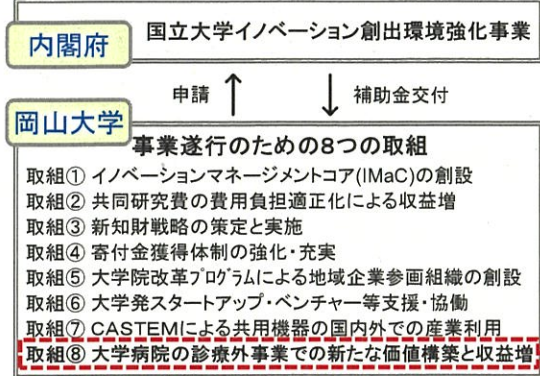 内閣府
国立大学イノベーション創出環境強化事業
申請
補助金交付
岡山大学
事業遂行のための8つの取組
取組① イノベーションマネージメントコア(IMaC)の創設
取組② 共同研究費の費用負担適正化による収益増
取組③ 新知財戦略の策定と実施
取組④ 寄付金獲得体制の強化・充実
取組⑤ 大学院改革プログラムによる地域企業参画組織の創設
取組⑥ 大学発スタートアップ・ベンチャー等支援・協働
取組⑦ CASTEMによる共用機器の国内外での産業利用
取組⑧ 大学病院の診療外事業での新たな価値構築と収益増